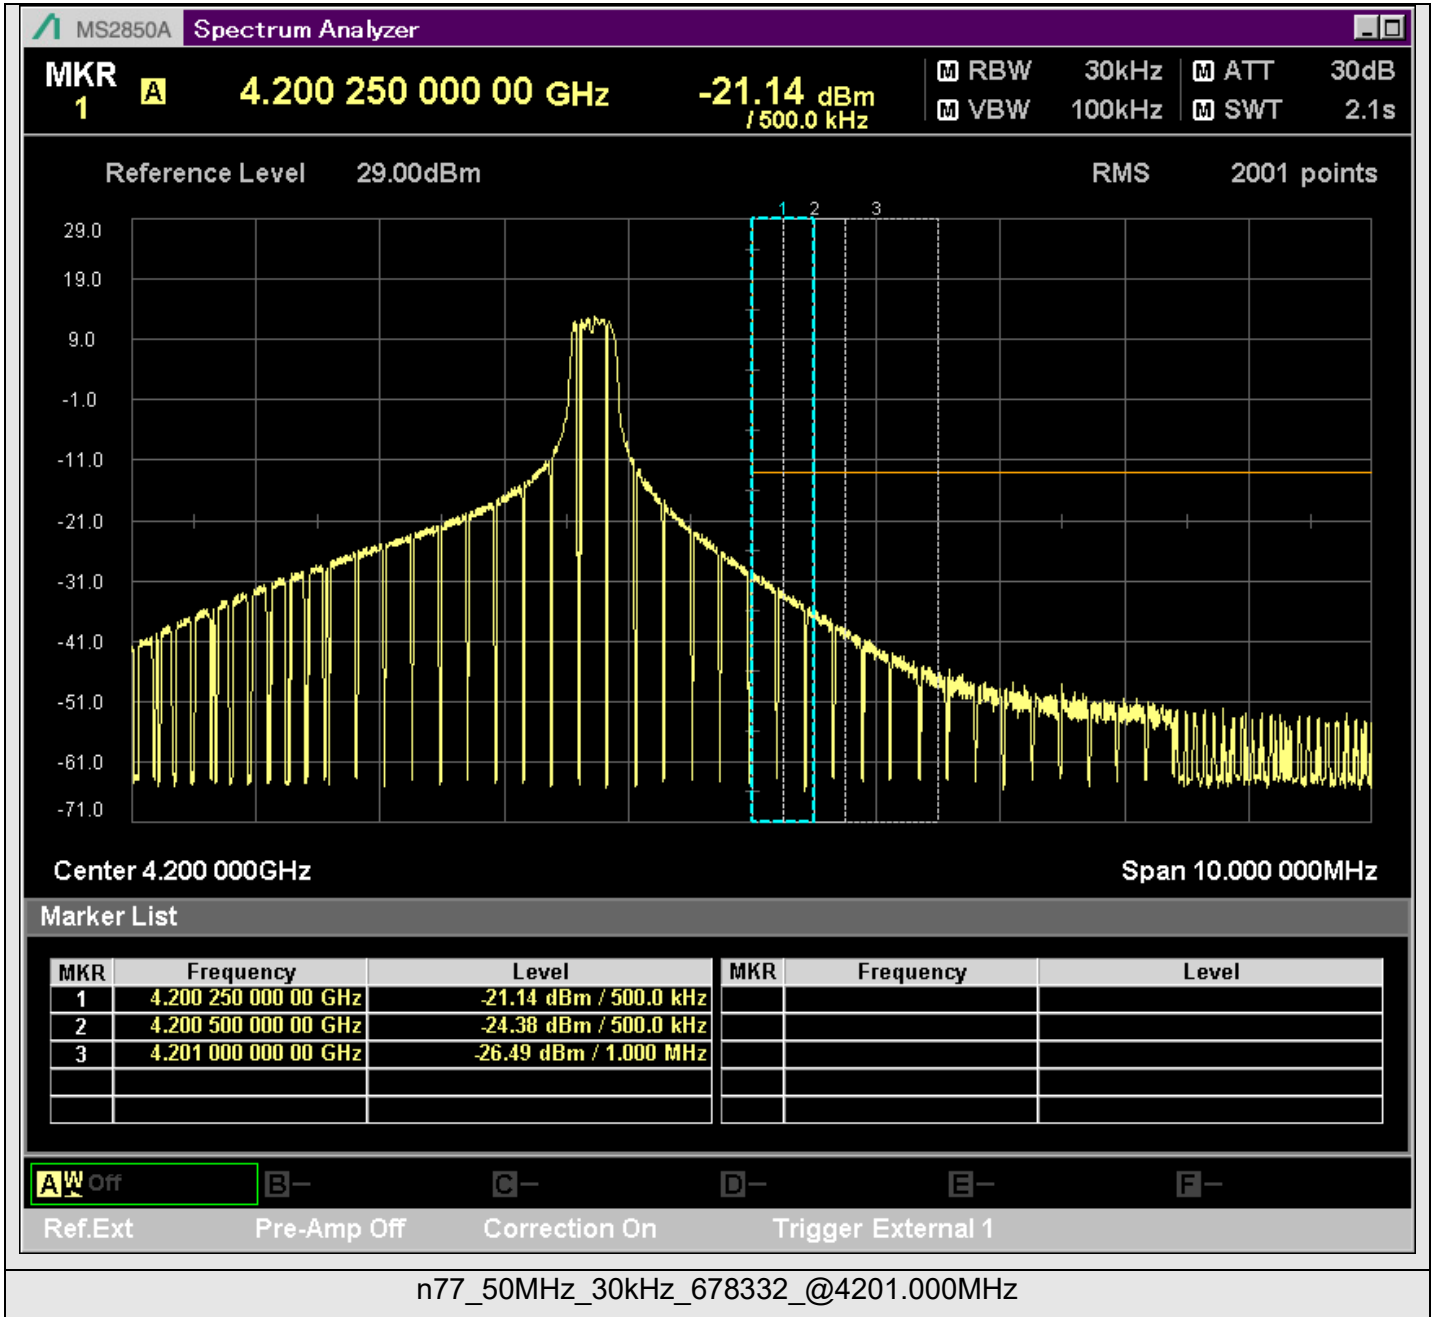 MS2850A Spectrum Analyzer
MKR 1 A 4.200 250 000 00 GHz -21.14 dBm / 500.0 kHz
M RBW 30kHz M ATT 30dB
M VBW 100kHz M SWT 2.1s
Reference Level 29.00dBm RMS 2001 points
1 2 3
29.0
19.0
9.0
-1.0
-11.0
-21.0
-31.0
-41.0
-51.0
-61.0
-71.0
Center 4.200 000GHz Span 10.000 000MHz
Marker List
MKR Frequency Level MKR Frequency Level
1 4.200 250 000 00 GHz -21.14 dBm / 500.0 kHz
2 4.200 500 000 00 GHz -24.38 dBm / 500.0 kHz
3 4.201 000 000 00 GHz -26.49 dBm / 1.000 MHz
A W Off B - C - D - E - F -
Ref.Ext Pre-Amp Off Correction On Trigger External 1
n77_50MHz_30kHz_678332_@4201.000MHz